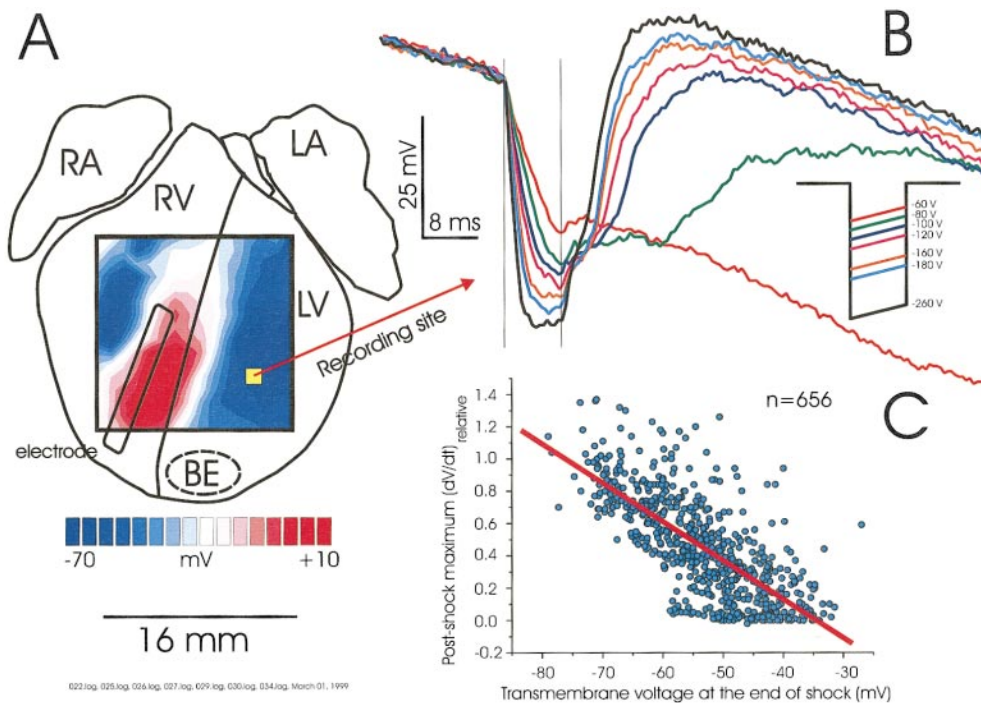 A
B
RA
LA
RV
LV
25 mV
8 ms
Recording site
electrode
BE
-70 mV +10
16 mm
022.log, 025.log, 026.log, 027.log, 029.log, 030.log, 034.log, March 01, 1999
-60 V
-80 V
-100 V
-120 V
-160 V
-180 V
-260 V
C
n=656
Post-shock maximum (dV/dt)relative
1.4
1.2
1.0
0.8
0.6
0.4
0.2
0.0
-0.2
-80 -70 -60 -50 -40 -30
Transmembrane voltage at the end of shock (mV)